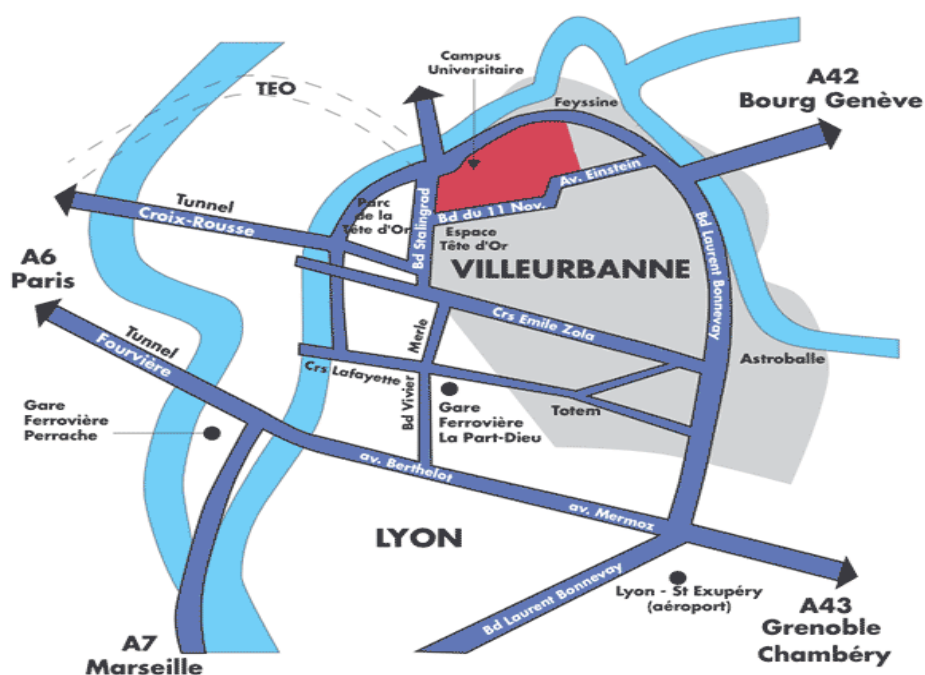 Campus
Universitaire
TEO
A42
Bourg Genève
Feyssine
Av. Einstein
Tunnel
Croix-Rousse
Parc
de la
Tête d'Or
Bd Stalingrad
Bd du 11 Nov.
Espace
Tête d'Or
Bd Laurent Bonnevay
A6
Paris
VILLEURBANNE
Tunnel
Fourvière
Merle
Crs Emile Zola
Astroballe
Crs Lafayette
Bd Vivier
Gare
Ferrovière
La Part-Dieu
Totem
Gare
Ferrovière
Perrache
av. Berthelot
av. Mermoz
LYON
Bd Laurent Bonnevay
Lyon - St Exupéry
(aéroport)
A43
Grenoble
Chambéry
A7
Marseille